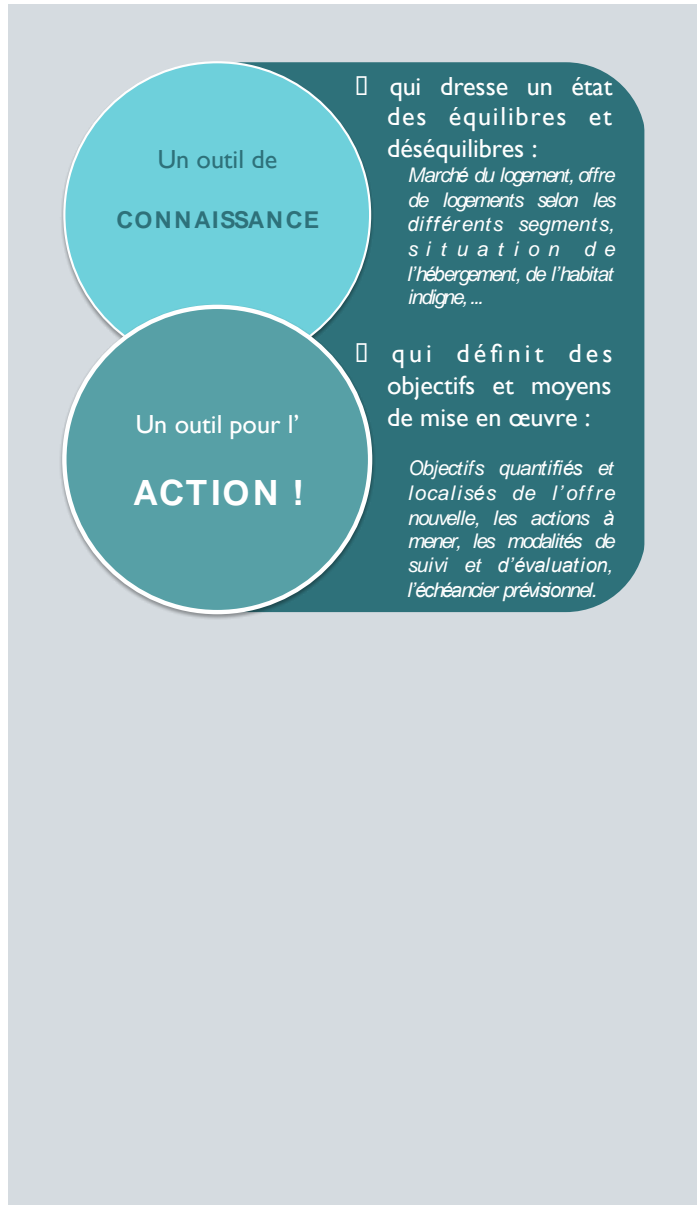 Un outil de
CONNAISSANCE
qui dresse un état
des équilibres et
déséquilibres :
Marché du logement, offre
de logements selon les
différents segments,
situation de
l’hébergement, de l’habitat
indigne, ...
Un outil pour l’
ACTION !
qui définit des
objectifs et moyens
de mise en œuvre :
Objectifs quantifiés et
localisés de l’offre
nouvelle, les actions à
mener, les modalités de
suivi et d’évaluation,
l’échéancier prévisionnel.